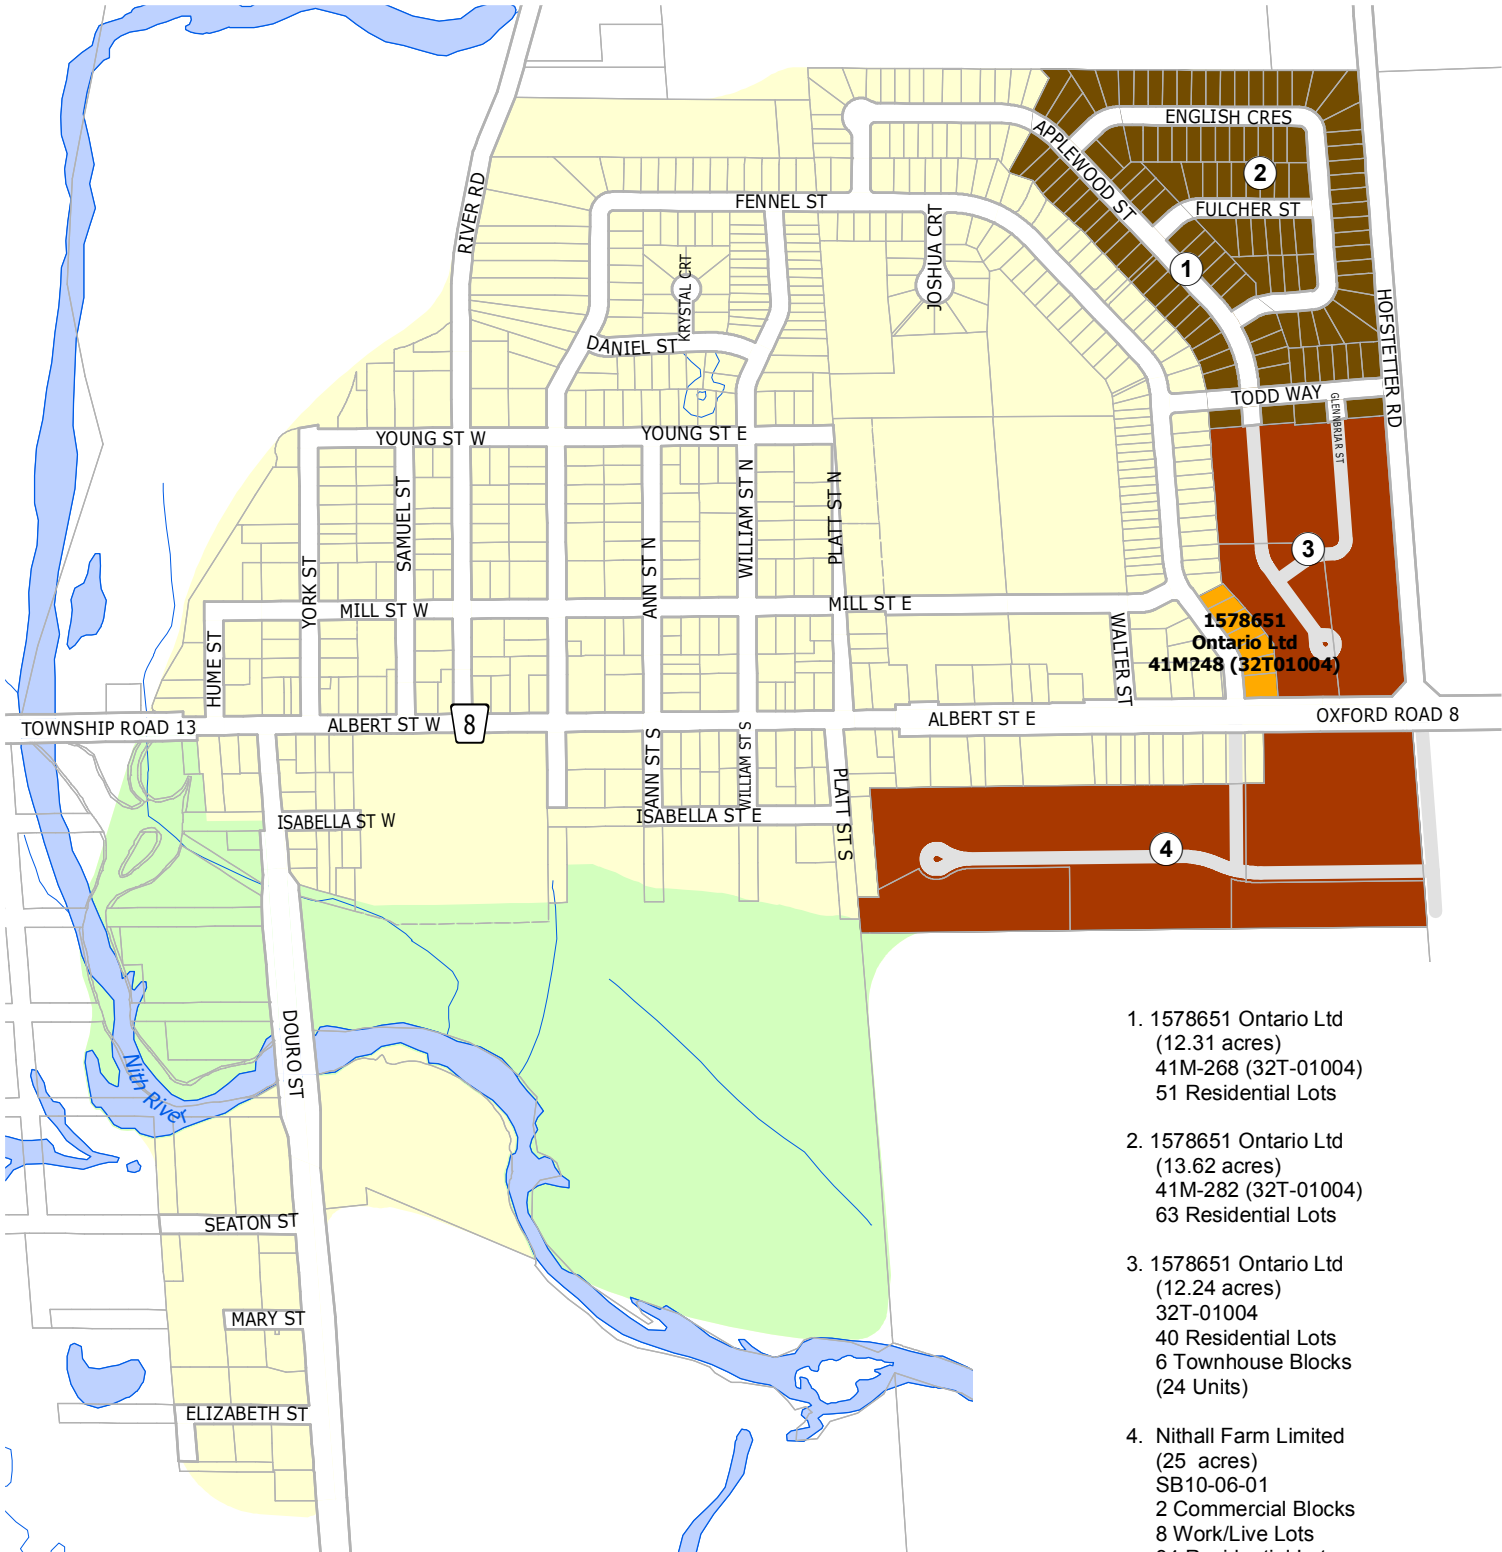 ENGLISH CRES
APPLEWOOD ST
2
RIVER RD
FENNEL ST
FULCHER ST
JOSHUA CRT
KRYSTAL CRT
1
HOFSTETTER RD
DANIEL ST
TODD WAY
GLENNBRIAR ST
YOUNG ST W
YOUNG ST E
SAMUEL ST
WILLIAM ST N
PLATT ST N
3
YORK ST
ANN ST N
MILL ST W
MILL ST E
1578651
Ontario Ltd
41M248 (32T01004)
WALTER ST
HUME ST
TOWNSHIP ROAD 13
ALBERT ST W
8
ALBERT ST E
OXFORD ROAD 8
ANN ST S
WILLIAM ST S
PLATT ST S
ISABELLA ST W
ISABELLA ST E
4
DOURO ST
Nith River
SEATON ST
MARY ST
ELIZABETH ST
1. 1578651 Ontario Ltd
(12.31 acres)
41M-268 (32T-01004)
51 Residential Lots
2. 1578651 Ontario Ltd
(13.62 acres)
41M-282 (32T-01004)
63 Residential Lots
3. 1578651 Ontario Ltd
(12.24 acres)
32T-01004
40 Residential Lots
6 Townhouse Blocks
(24 Units)
4. Nithall Farm Limited
(25 acres)
SB10-06-01
2 Commercial Blocks
8 Work/Live Lots